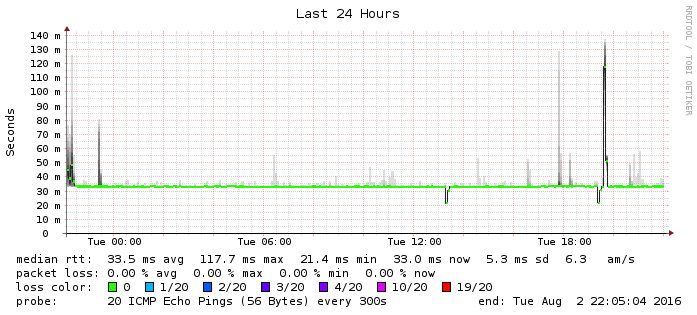 Last 24 Hours
RRDTOOL / TOBI OETIKER
Seconds
140 m
130 m
120 m
110 m
100 m
90 m
80 m
70 m
60 m
50 m
40 m
30 m
20 m
10 m
0
Tue 00:00 Tue 06:00 Tue 12:00 Tue 18:00
median rtt: 33.5 ms avg 117.7 ms max 21.4 ms min 33.0 ms now 5.3 ms sd 6.3 am/s
packet loss: 0.00 % avg 0.00 % max 0.00 % min 0.00 % now
loss color: 0 1/20 2/20 3/20 4/20 10/20 19/20
probe: 20 ICMP Echo Pings (56 Bytes) every 300s end: Tue Aug 2 22:05:04 2016